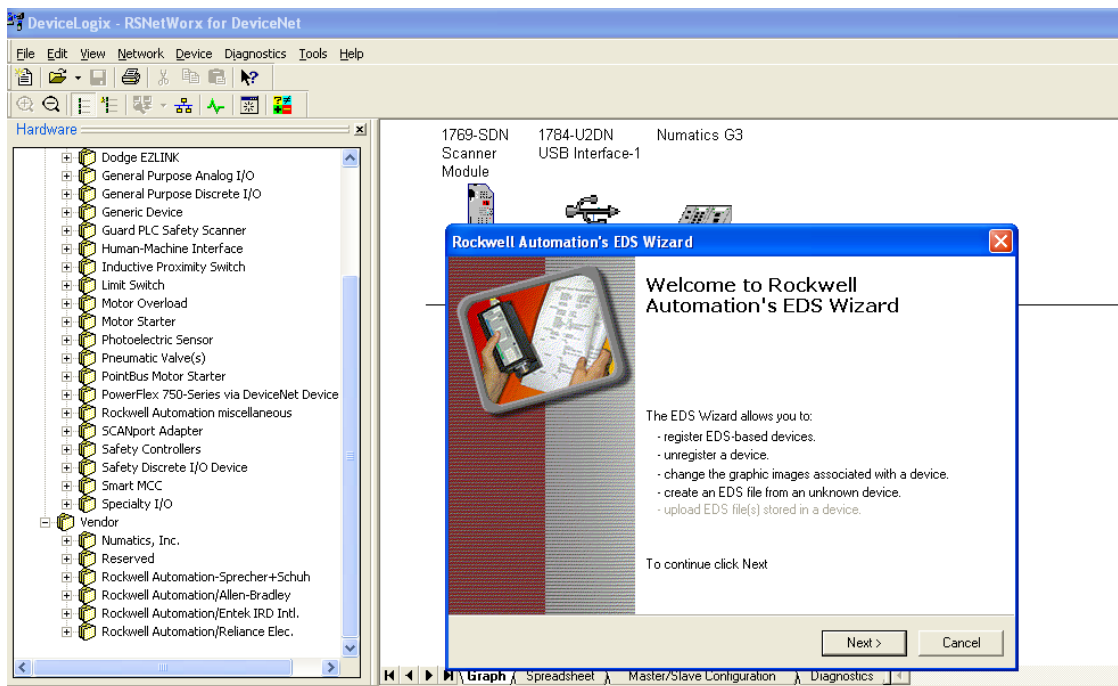 DeviceLogix - RSNetWorx for DeviceNet
File Edit View Network Device Diagnostics Tools Help
Hardware
Dodge EZLINK
General Purpose Analog I/O
General Purpose Discrete I/O
Generic Device
Guard PLC Safety Scanner
Human-Machine Interface
Inductive Proximity Switch
Limit Switch
Motor Overload
Motor Starter
Photoelectric Sensor
Pneumatic Valve(s)
PointBus Motor Starter
PowerFlex 750-Series via DeviceNet Device
Rockwell Automation miscellaneous
SCANport Adapter
Safety Controllers
Safety Discrete I/O Device
Smart MCC
Specialty I/O
Vendor
Numatics, Inc.
Reserved
Rockwell Automation-Sprecher+Schuh
Rockwell Automation/Allen-Bradley
Rockwell Automation/Entek IRD Intl.
Rockwell Automation/Reliance Elec.
1769-SDN
Scanner
Module
1784-U2DN
USB Interface-1
Numatics G3
Rockwell Automation's EDS Wizard
Welcome to Rockwell
Automation's EDS Wizard
The EDS Wizard allows you to:
- register EDS-based devices.
- unregister a device.
- change the graphic images associated with a device.
- create an EDS file from an unknown device.
- upload EDS file(s) stored in a device.
To continue click Next
Next >
Cancel
Graph
Spreadsheet
Master/Slave Configuration
Diagnostics